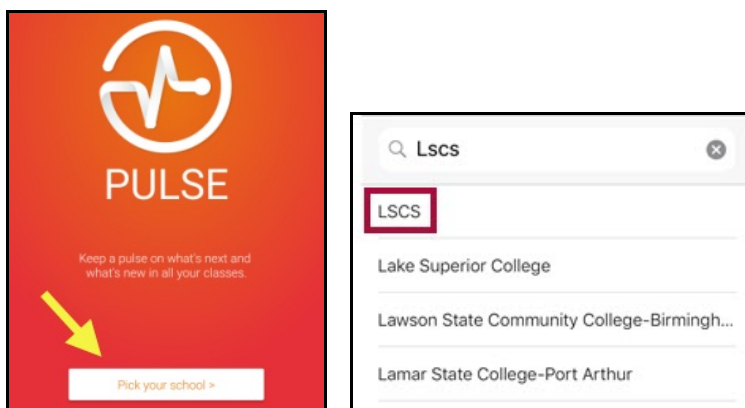 PULSE
Keep a pulse on what's next and
what's new in all your classes.
Pick your school >
Lscs
LSCS
Lake Superior College
Lawson State Community College-Birmingh...
Lamar State College-Port Arthur